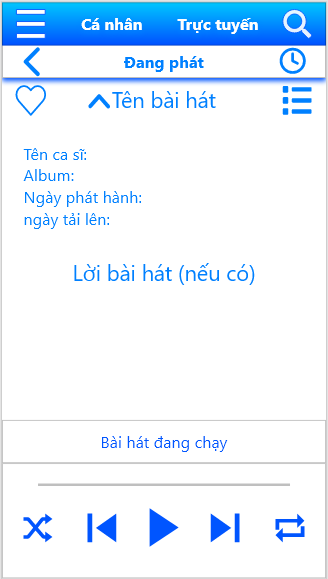 Cá nhân Trực tuyến
Đang phát
Tên bài hát
Tên ca sĩ:
Album:
Ngày phát hành:
ngày tải lên:
Lời bài hát (nếu có)
Bài hát đang chạy